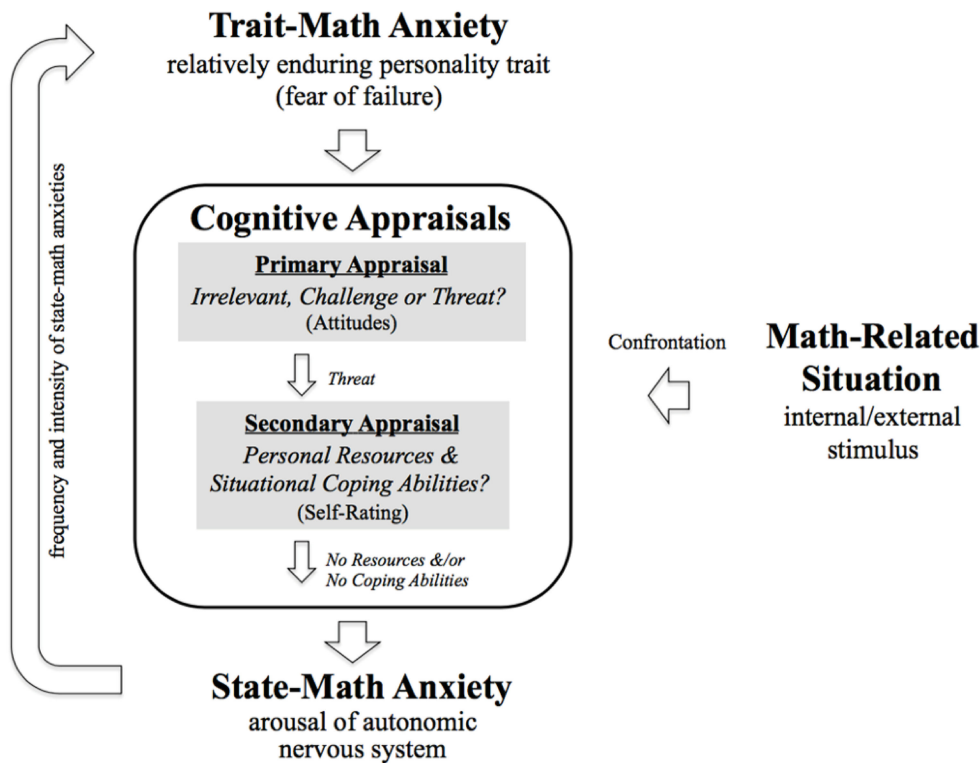 Trait-Math Anxiety
relatively enduring personality trait
(fear of failure)
frequency and intensity of state-math anxieties
Cognitive Appraisals
Primary Appraisal
Irrelevant, Challenge or Threat?
(Attitudes)
Threat
Secondary Appraisal
Personal Resources &
Situational Coping Abilities?
(Self-Rating)
No Resources &/or
No Coping Abilities
Confrontation
Math-Related
Situation
internal/external
stimulus
State-Math Anxiety
arousal of autonomic
nervous system